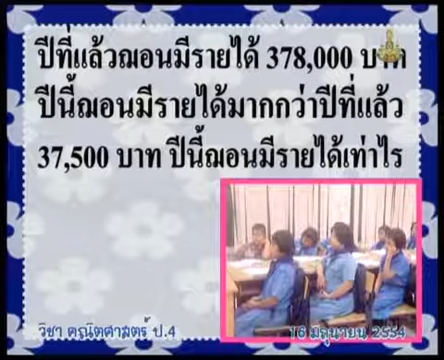 ปีที่แล้วฌอนมีรายได้ 378,000 บาท
ปีนี้ฌอนมีรายได้มากกว่าปีที่แล้ว
37,500 บาท ปีนี้ฌอนมีรายได้เท่าไร
วิชา คณิตศาสตร์ ป.4
16 มิถุนายน 2554